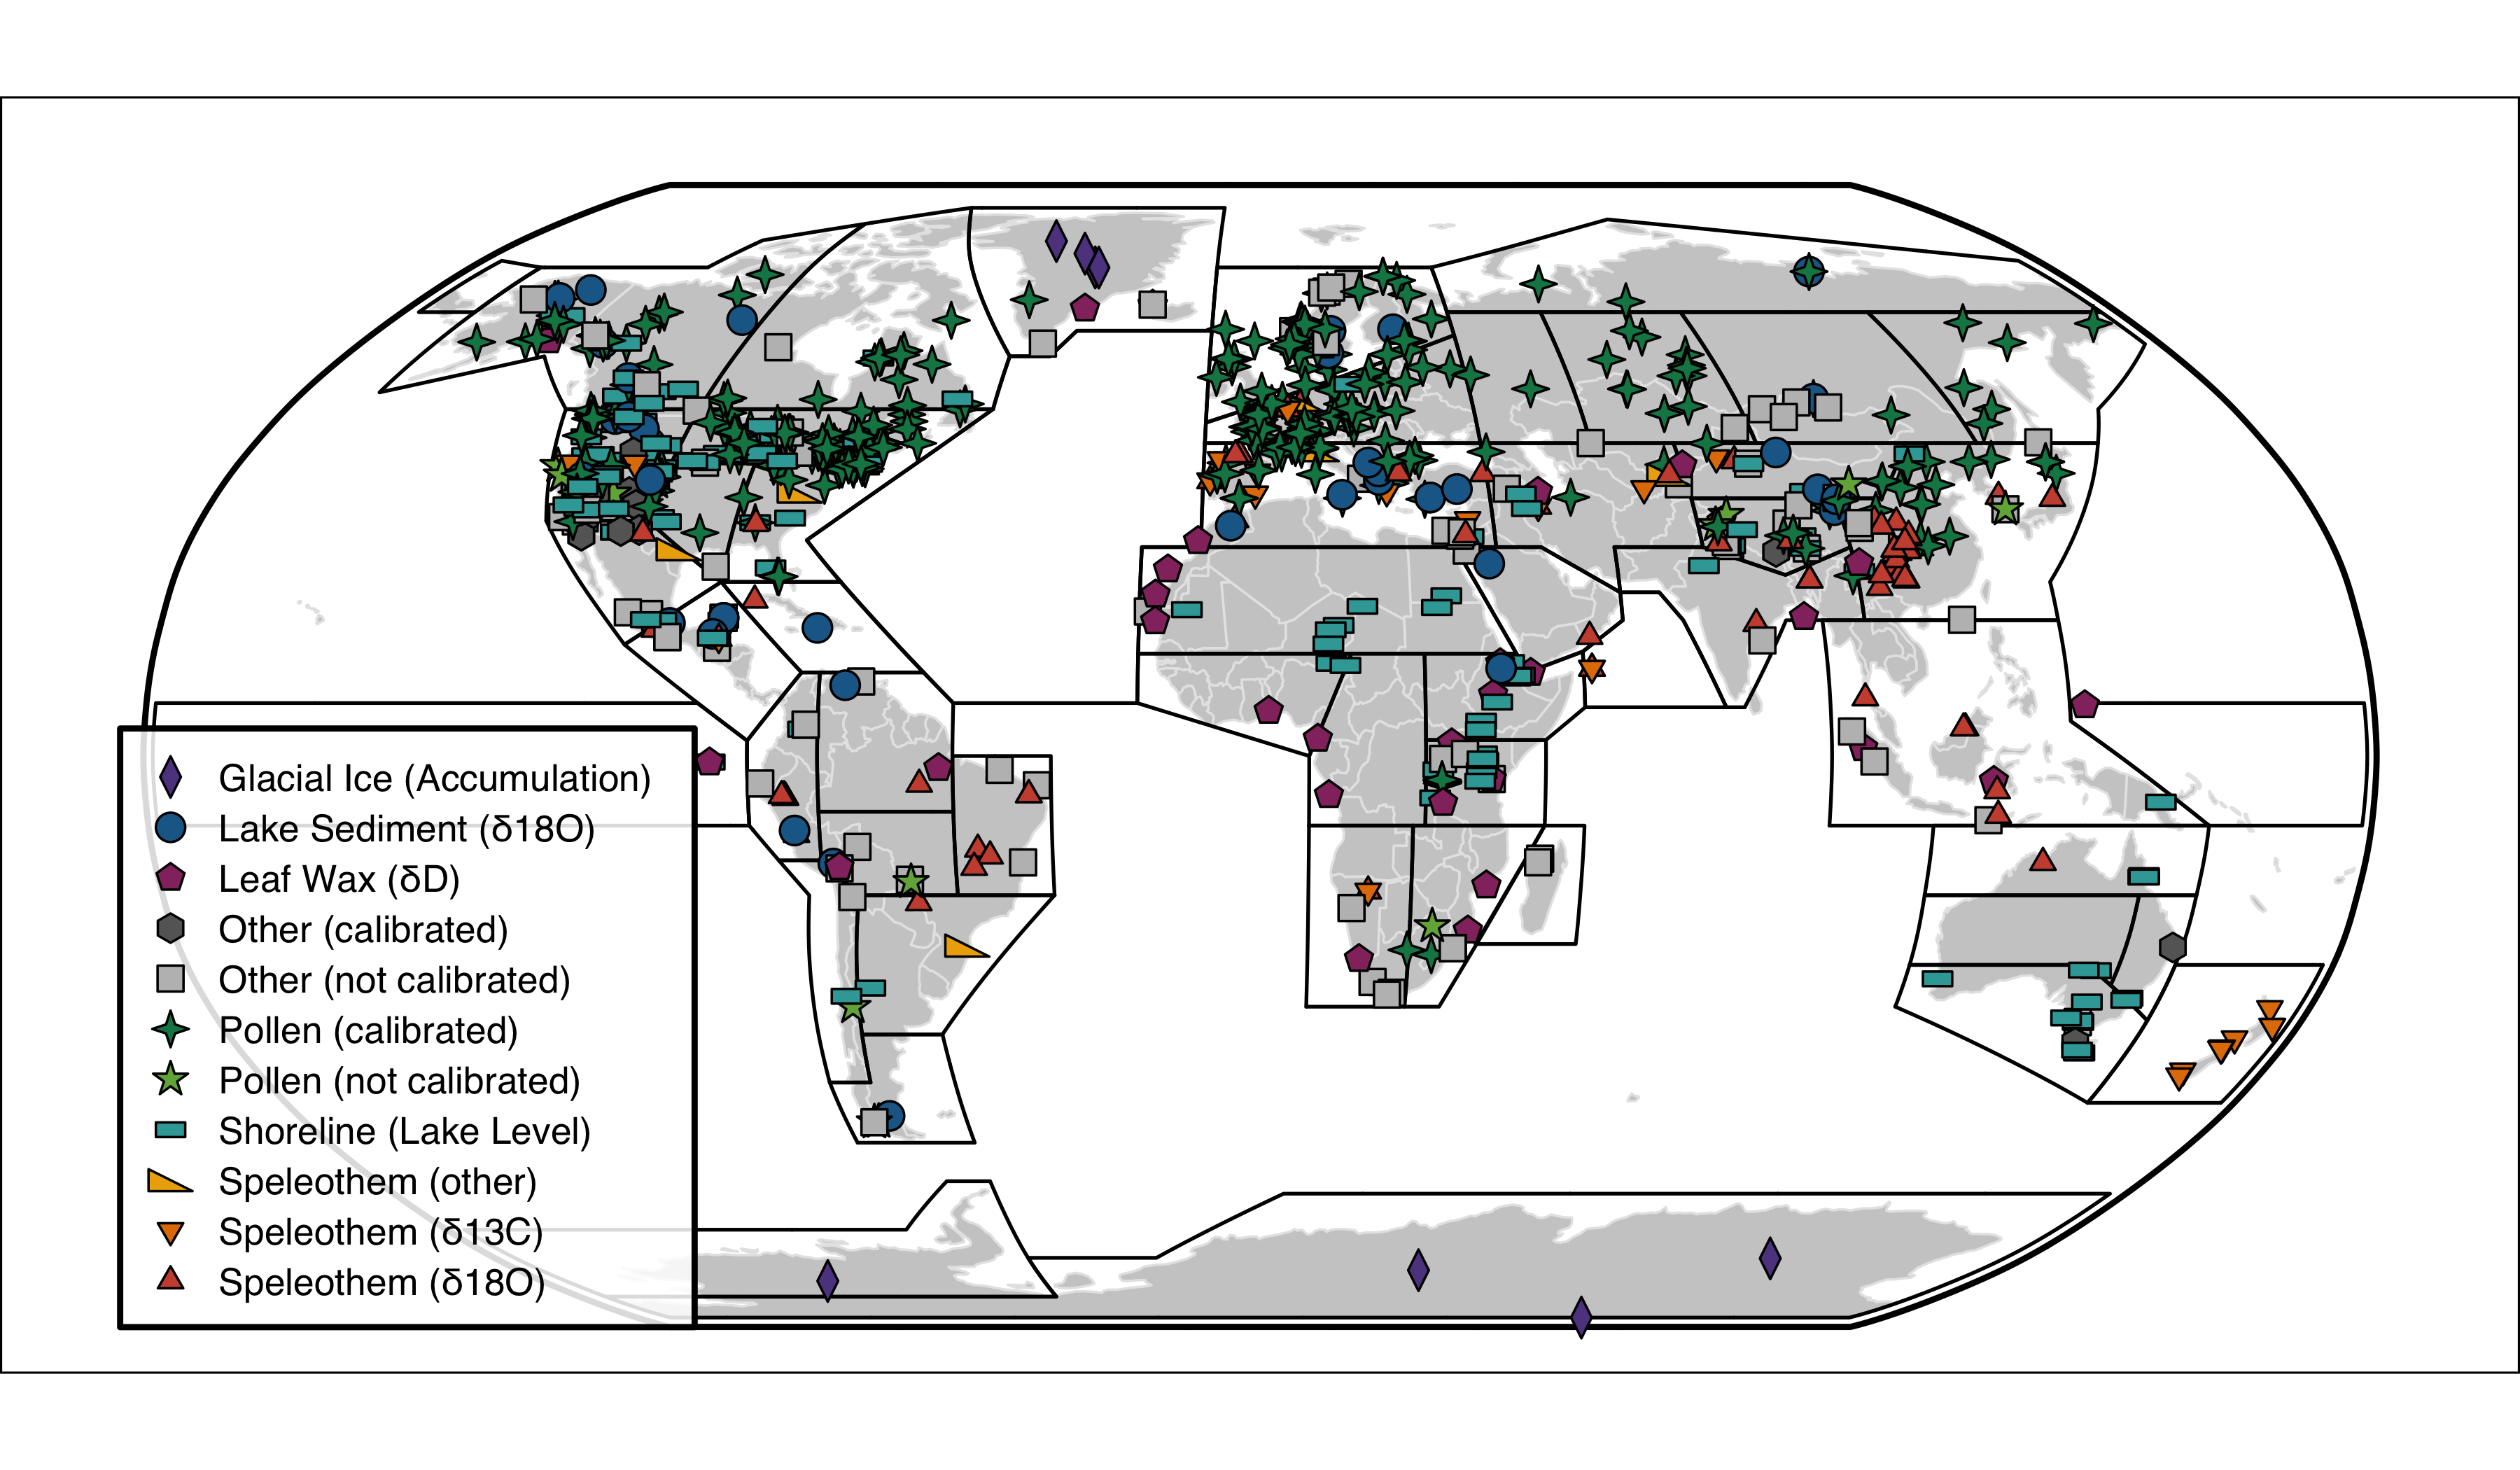 Glacial Ice (Accumulation)
Lake Sediment (δ18O)
Leaf Wax (δD)
Other (calibrated)
Other (not calibrated)
Pollen (calibrated)
Pollen (not calibrated)
Shoreline (Lake Level)
Speleothem (other)
Speleothem (δ13C)
Speleothem (δ18O)